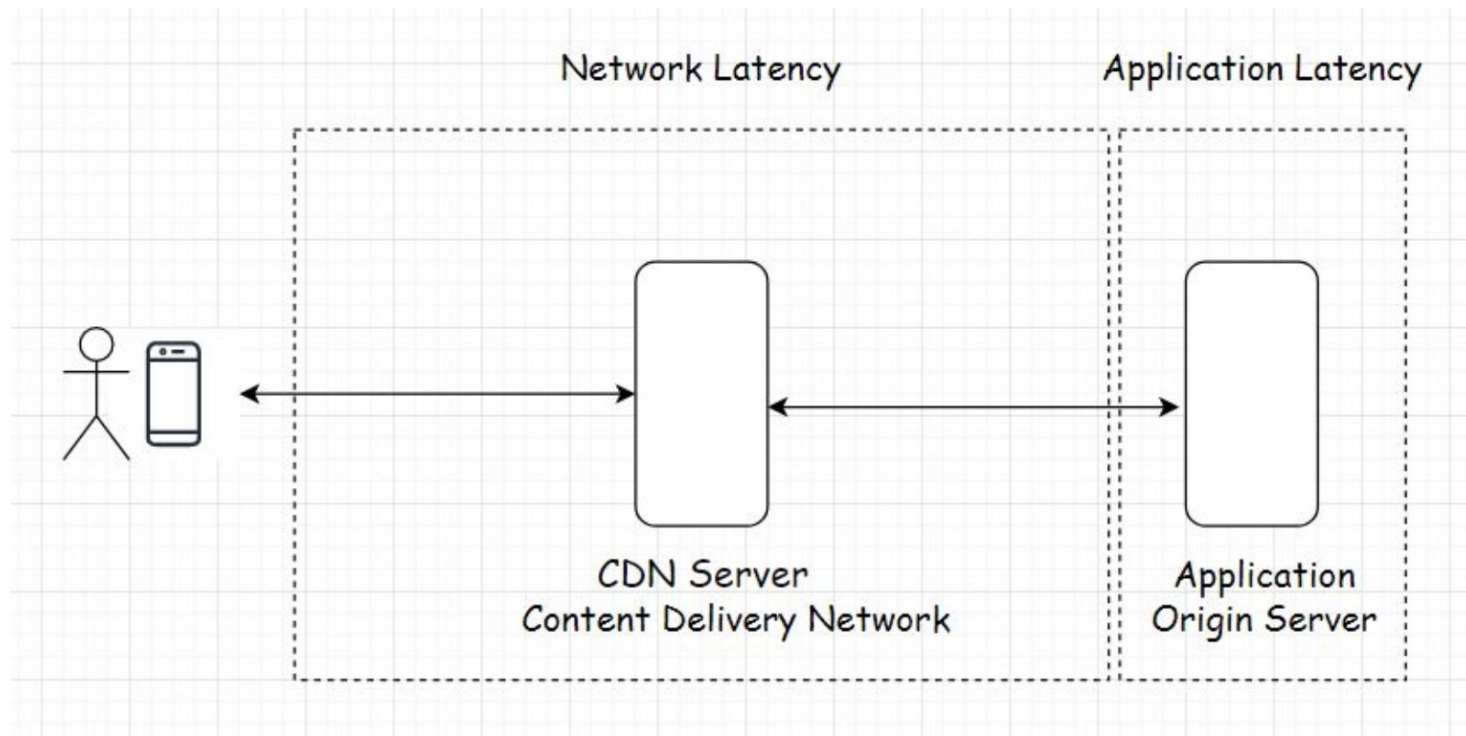 Network Latency
Application Latency
CDN Server
Content Delivery Network
Application
Origin Server